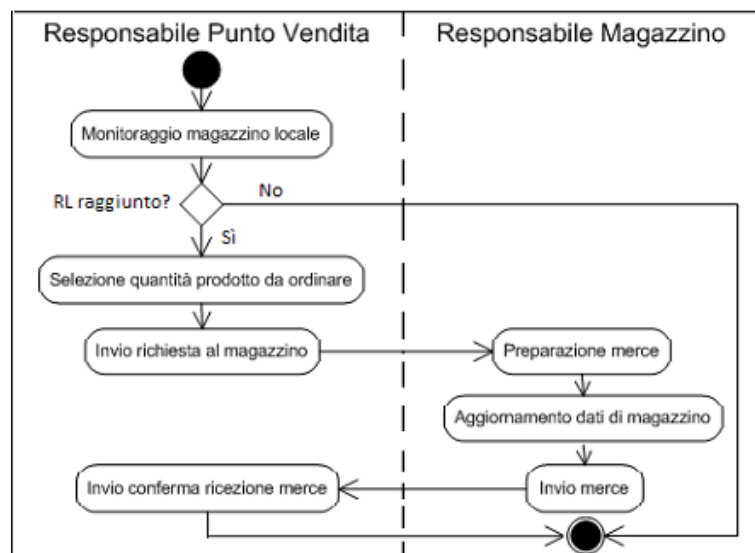 Responsabile Punto Vendita
Responsabile Magazzino
Monitoraggio magazzino locale
RL raggiunto?
No
Sì
Selezione quantità prodotto da ordinare
Invio richiesta al magazzino
Preparazione merce
Aggiornamento dati di magazzino
Invio conferma ricezione merce
Invio merce